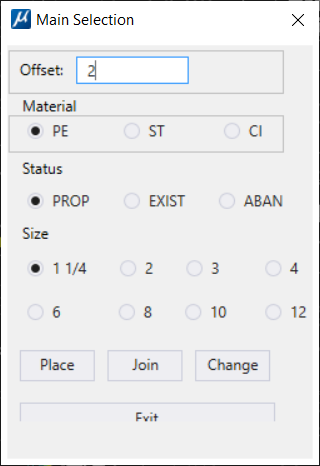 μ Main Selection
Offset: 2
Material
PE ST CI
Status
PROP EXIST ABAN
Size
1 1/4 2 3 4
6 8 10 12
Place Join Change
Exit